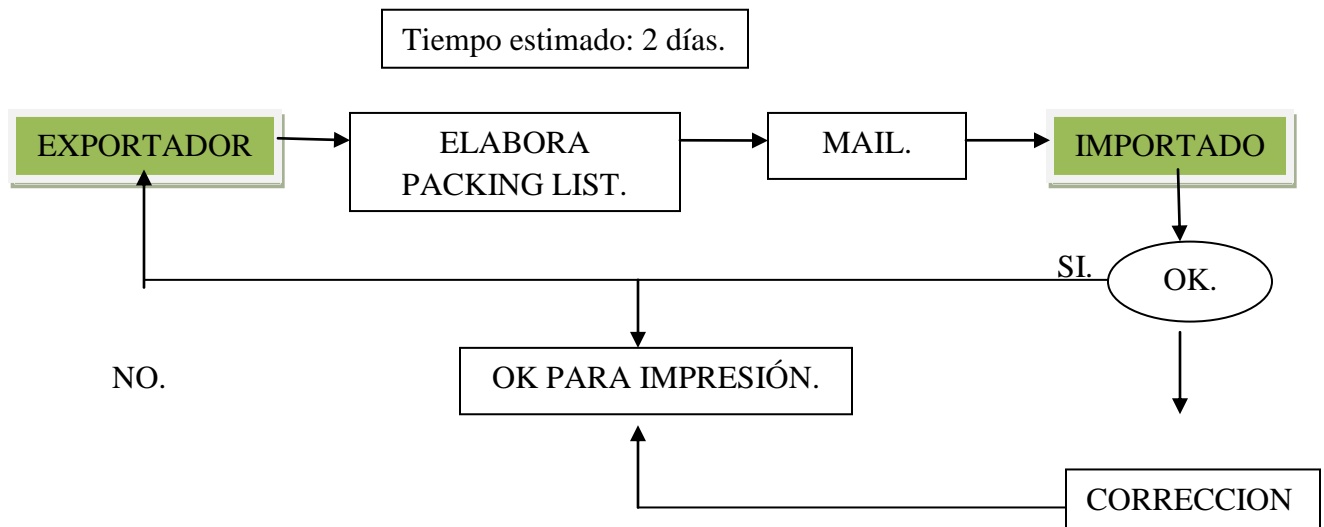 Tiempo estimado: 2 días.
EXPORTADOR
ELABORA
PACKING LIST.
MAIL.
IMPORTADO
SI.
OK.
NO.
OK PARA IMPRESIÓN.
CORRECCION